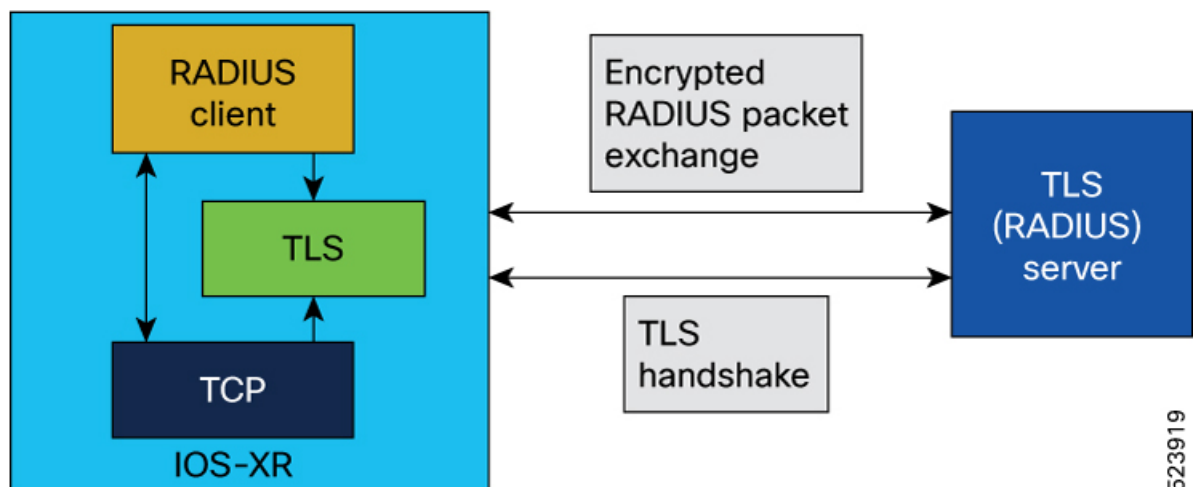 RADIUS
client
TLS
TCP
IOS-XR
Encrypted
RADIUS packet
exchange
TLS
handshake
TLS
(RADIUS)
server
523919